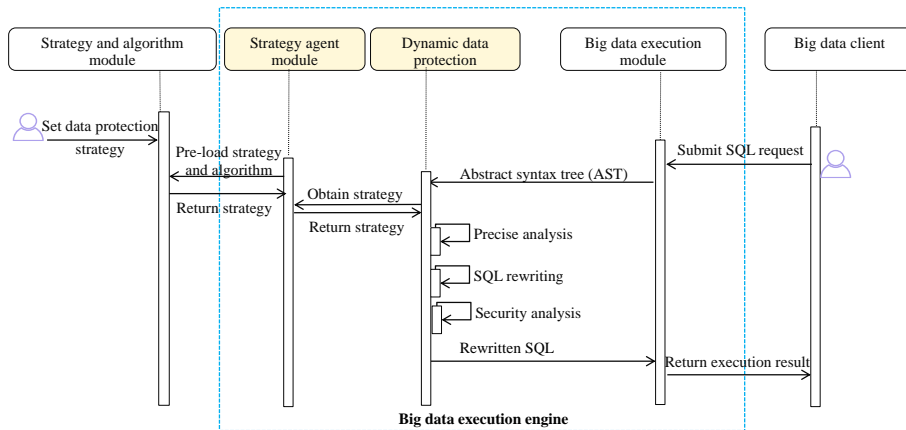 Strategy and algorithm
module
Strategy agent
module
Dynamic data
protection
Big data execution
module
Big data client
Set data protection
strategy
Submit SQL request
Pre-load strategy
and algorithm
Abstract syntax tree (AST)
Return strategy
Obtain strategy
Return strategy
Precise analysis
SQL rewriting
Security analysis
Rewritten SQL
Return execution result
Big data execution engine